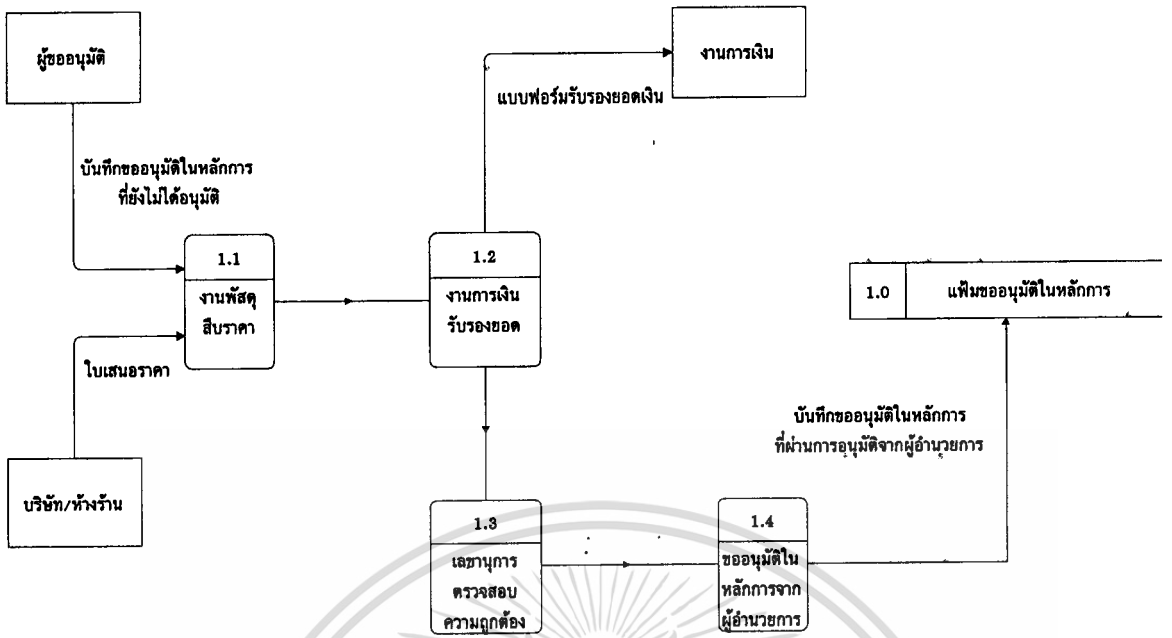 ผู้ขออนุมัติ
งานการเงิน
แบบฟอร์มรับรองยอดเงิน
บันทึกขออนุมัติในหลักการ
ที่ยังไม่ได้อนุมัติ
1.1
งานพัสดุ
สืบราคา
1.2
งานการเงิน
รับรองยอด
1.0
แฟ้มขออนุมัติในหลักการ
ใบเสนอราคา
บันทึกขออนุมัติในหลักการ
ที่ผ่านการอนุมัติจากผู้อำนวยการ
บริษัท/ห้างร้าน
1.3
เลขานุการ
ตรวจสอบ
ความถูกต้อง
1.4
ขออนุมัติใน
หลักการจาก
ผู้อำนวยการ